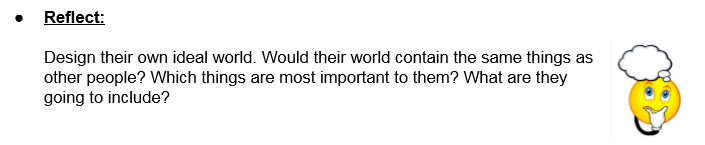 Reflect:
Design their own ideal world. Would their world contain the same things as
other people? Which things are most important to them? What are they
going to include?